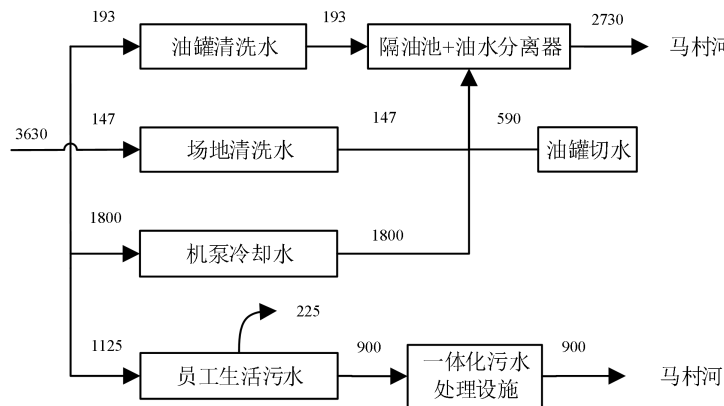 193
油罐清洗水
193
隔油池+油水分离器
2730
马村河
3630
147
场地清洗水
147
590
油罐切水
1800
机泵冷却水
1800
225
1125
员工生活污水
900
一体化污水
处理设施
900
马村河